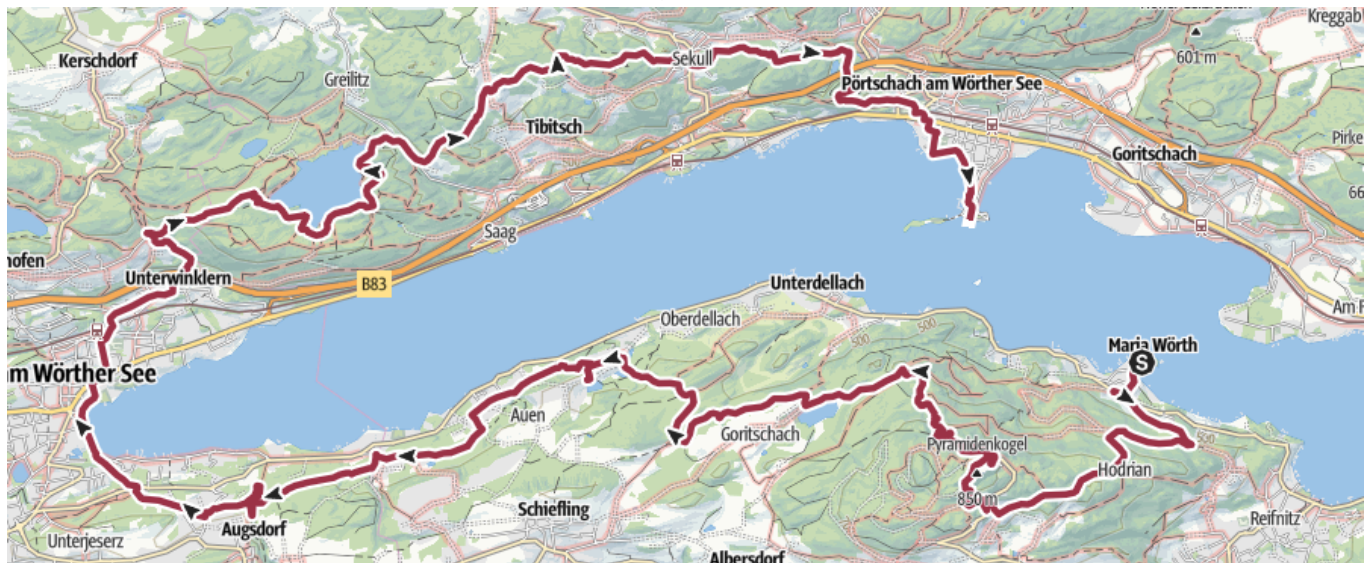 Kreggab
Kerschdorf
601 m
Sekull
Greilitz
Pörtschach am Wörther See
Tibitsch
Pirke
Goritschach
66
Saag
hofen
Unterwinklern
B83
Unterdellach
Am F
Oberdellach
500
500
Maria Wörth
S
am Wörther See
Auen
Goritschach
Pyramidenkogel
500
Hodrian
850 m
Schiefling
Reifnitz
Augsdorf
Unterjeserz
Albersdorf